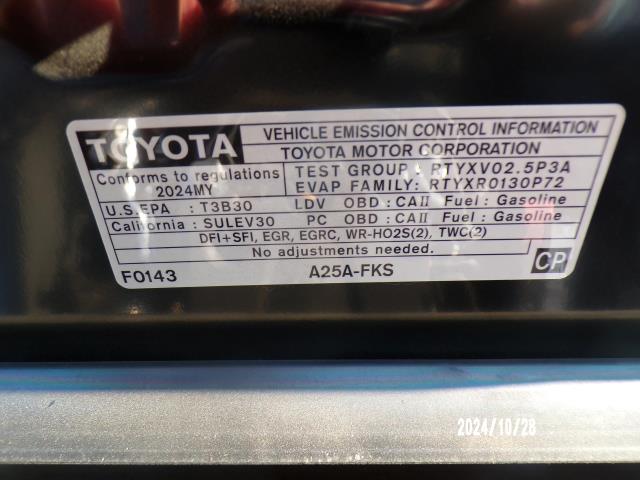 TOYOTA
VEHICLE EMISSION CONTROL INFORMATION
TOYOTA MOTOR CORPORATION
Conforms to regulations
2024MY
TEST GROUP : RTYXV02.5P3A
EVAP FAMILY: RTYXR0130P72
U.S.EPA : T3B30 LDV OBD : CAII Fuel : Gasoline
California : SULEV30 PC OBD : CAII Fuel : Gasoline
DFI+SFI, EGR, EGRC, WR-HO2S(2), TWC(2)
No adjustments needed.
F0143 A25A-FKS CP
2024/10/28